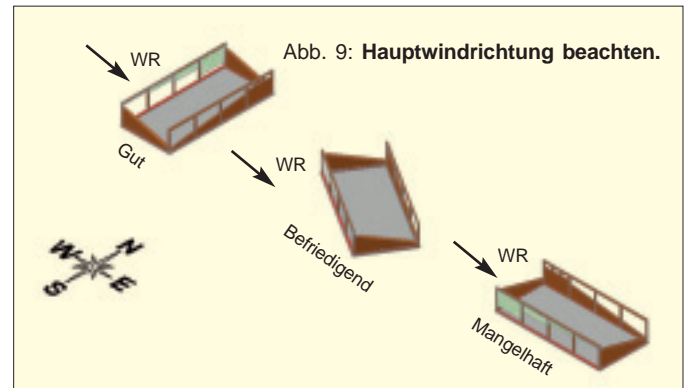 WR
Abb. 9: Hauptwindrichtung beachten.
Gut
WR
Befriedigend
W N
S E
WR
Mangelhaft